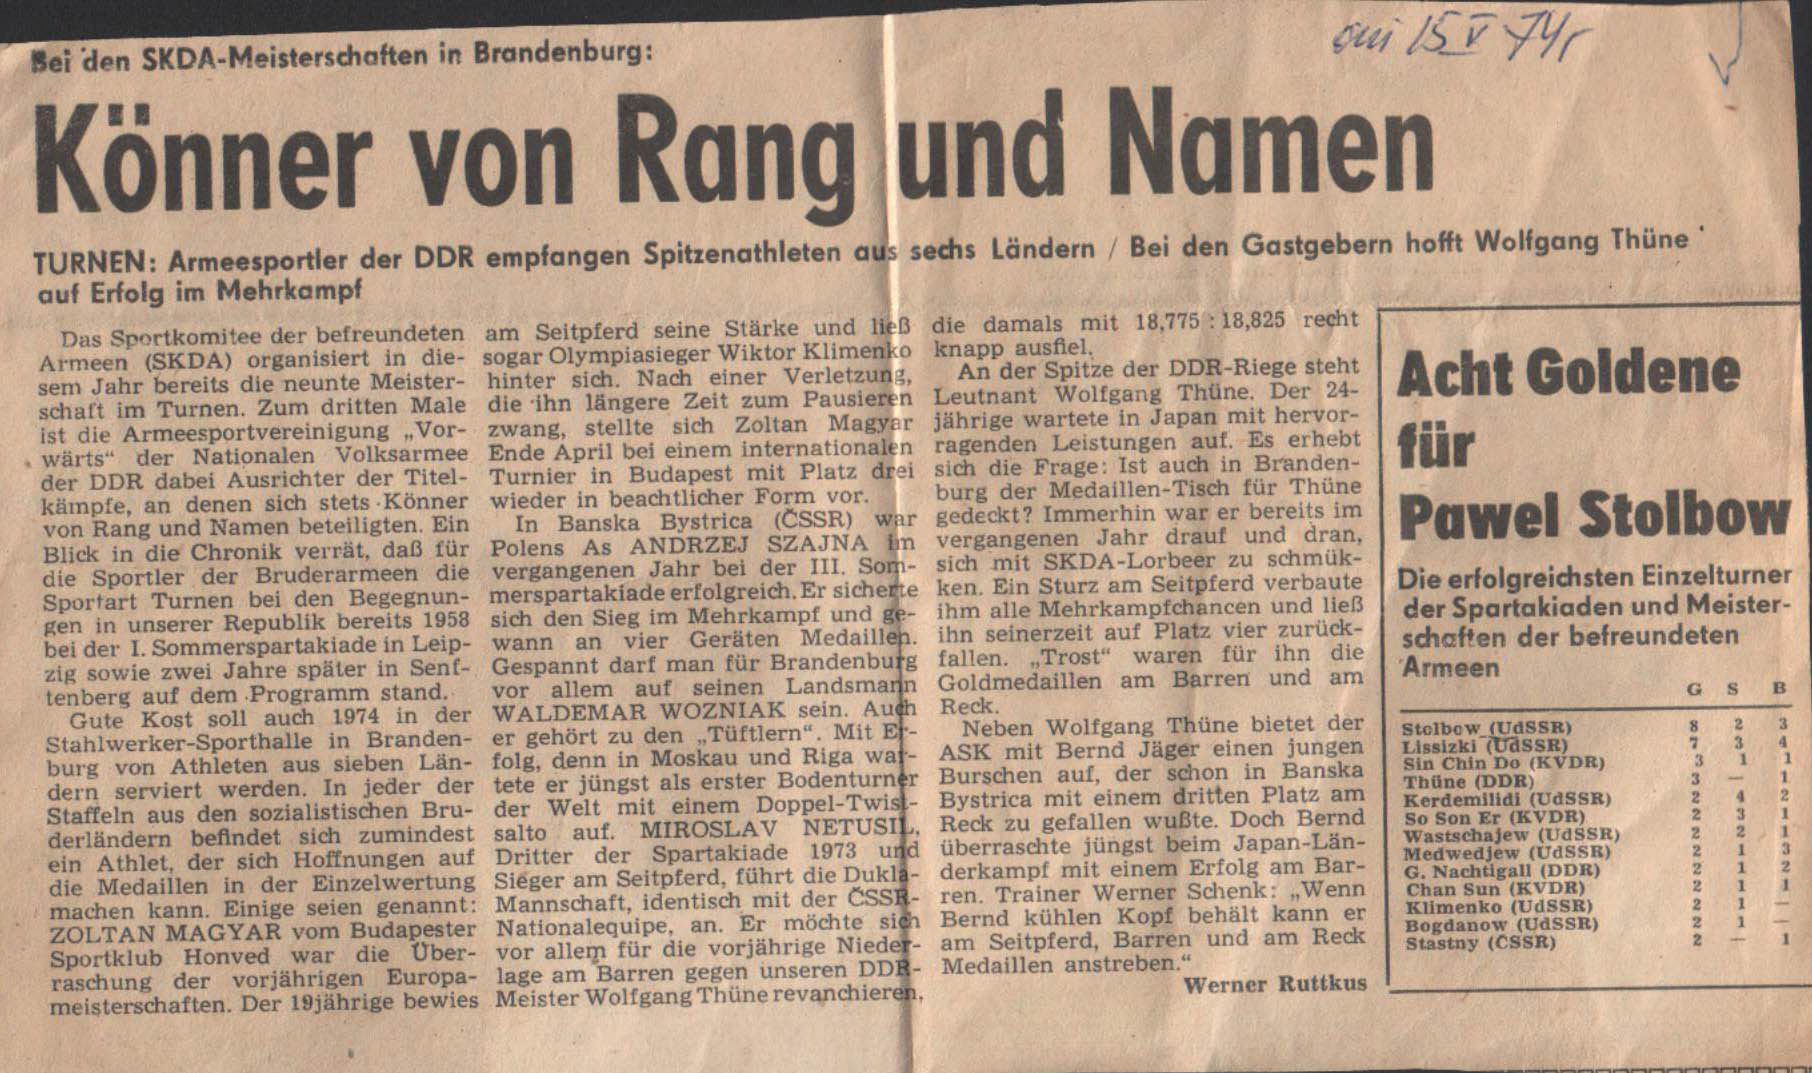 Bei den SKDA-Meisterschaften in Brandenburg:
15 V 74r
Könner von Rang und Namen
TURNEN: Armeesportler der DDR empfangen Spitzenathleten aus sechs Ländern / Bei den Gastgebern hofft Wolfgang Thüne
auf Erfolg im Mehrkampf
Das Sportkomitee der befreundeten
Armeen (SKDA) organisiert in die-
sem Jahr bereits die neunte Meister-
schaft im Turnen. Zum dritten Male
ist die Armeesportvereinigung „Vor-
wärts“ der Nationalen Volksarmee
der DDR dabei Ausrichter der Titel-
kämpfe, an denen sich stets Könner
von Rang und Namen beteiligten. Ein
Blick in die Chronik verrät, daß für
die Sportler der Bruderarmeen die
Sportart Turnen bei den Begegnun-
gen in unserer Republik bereits 1958
bei der I. Sommerspartakiade in Leip-
zig sowie zwei Jahre später in Senf-
tenberg auf dem Programm stand.
Gute Kost soll auch 1974 in der
Stahlwerker-Sporthalle in Branden-
burg von Athleten aus sieben Län-
dern serviert werden. In jeder der
Staffeln aus den sozialistischen Bru-
derländern befindet sich zumindest
ein Athlet, der sich Hoffnungen auf
die Medaillen in der Einzelwertung
machen kann. Einige seien genannt:
ZOLTAN MAGYAR vom Budapester
Sportklub Honved war die Über-
raschung der vorjährigen Europa-
meisterschaften. Der 19jährige bewies
am Seitpferd seine Stärke und ließ
sogar Olympiasieger Wiktor Klimenko
hinter sich. Nach einer Verletzung,
die ihn längere Zeit zum Pausieren
zwang, stellte sich Zoltan Magyar
Ende April bei einem internationalen
Turnier in Budapest mit Platz drei
wieder in beachtlicher Form vor.
In Banska Bystrica (ČSSR) war
Polens As ANDRZEJ SZAJNA im
vergangenen Jahr bei der III. Som-
merspartakiade erfolgreich. Er sicherte
sich den Sieg im Mehrkampf und ge-
wann an vier Geräten Medaillen.
Gespannt darf man für Brandenburg
vor allem auf seinen Landsmann
WALDEMAR WOZNIAK sein. Auch
er gehört zu den „Tüftlern“. Mit Er-
folg, denn in Moskau und Riga war-
tete er jüngst als erster Bodenturner
der Welt mit einem Doppel-Twist-
salto auf. MIROSLAV NETUSIL,
Dritter der Spartakiade 1973 und
Sieger am Seitpferd, führt die Dukla-
Mannschaft, identisch mit der ČSSR-
Nationalequipe, an. Er möchte sich
vor allem für die vorjährige Nieder-
lage am Barren gegen unseren DDR-
Meister Wolfgang Thüne revanchieren,
die damals mit 18,775 : 18,825 recht
knapp ausfiel.
An der Spitze der DDR-Riege steht
Leutnant Wolfgang Thüne. Der 24-
jährige wartete in Japan mit hervor-
ragenden Leistungen auf. Es erhebt
sich die Frage: Ist auch in Branden-
burg der Medaillen-Tisch für Thüne
gedeckt? Immerhin war er bereits im
vergangenen Jahr drauf und dran,
sich mit SKDA-Lorbeer zu schmük-
ken. Ein Sturz am Seitpferd verbaute
ihm alle Mehrkampfchancen und ließ
ihn seinerzeit auf Platz vier zurück-
fallen. „Trost“ waren für ihn die
Goldmedaillen am Barren und am
Reck.
Neben Wolfgang Thüne bietet der
ASK mit Bernd Jäger einen jungen
Burschen auf, der schon in Banska
Bystrica mit einem dritten Platz am
Reck zu gefallen wußte. Doch Bernd
überraschte jüngst beim Japan-Län-
derkampf mit einem Erfolg am Bar-
ren. Trainer Werner Schenk: „Wenn
Bernd kühlen Kopf behält kann er
am Seitpferd, Barren und am Reck
Medaillen anstreben.“
Werner Ruttkus
Acht Goldene
für
Pawel Stolbow
Die erfolgreichsten Einzelturner
der Spartakiaden und Meister-
schaften der befreundeten
Armeen
G S B
Stolbow (UdSSR) 8 2 3
Lissizki (UdSSR) 7 3 4
Sin Chin Do (KVDR) 3 1 1
Thüne (DDR) 3 — 1
Kerdemilidi (UdSSR) 2 4 2
So Son Er (KVDR) 2 3 1
Wastschajew (UdSSR) 2 2 1
Medwedjew (UdSSR) 2 1 3
G. Nachtigall (DDR) 2 1 2
Chan Sun (KVDR) 2 1 1
Klimenko (UdSSR) 2 1 —
Bogdanow (UdSSR) 2 1 —
Stastny (CSSR) 2 — 1